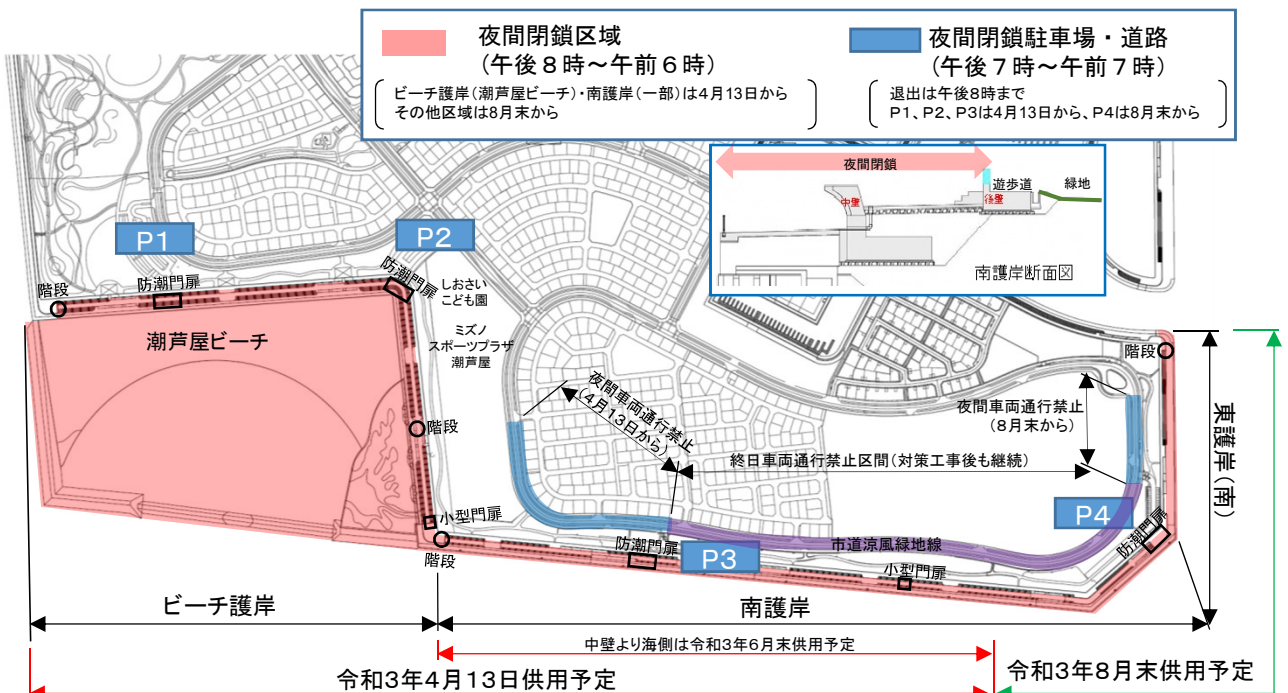 夜間閉鎖区域
(午後8時～午前6時)
ビーチ護岸(潮芦屋ビーチ)・南護岸(一部)は4月13日から
その他区域は8月末から
夜間閉鎖駐車場・道路
(午後7時～午前7時)
退出は午後8時まで
P1、P2、P3は4月13日から、P4は8月末から
夜間閉鎖
中壁
遊歩道
後壁
緑地
南護岸断面図
P1
P2
階段
防潮門扉
防潮門扉
しおさい
こども園
潮芦屋ビーチ
ミズノ
スポーツプラザ
潮芦屋
階段
階段
夜間車両通行禁止
(4月13日から)
夜間車両通行禁止
(8月末から)
終日車両通行禁止区間(対策工事後も継続)
東護岸(南)
小型門扉
階段
防潮門扉
P3
市道涼風緑地線
P4
防潮門扉
小型門扉
ビーチ護岸
南護岸
中壁より海側は令和3年6月末供用予定
令和3年4月13日供用予定
令和3年8月末供用予定